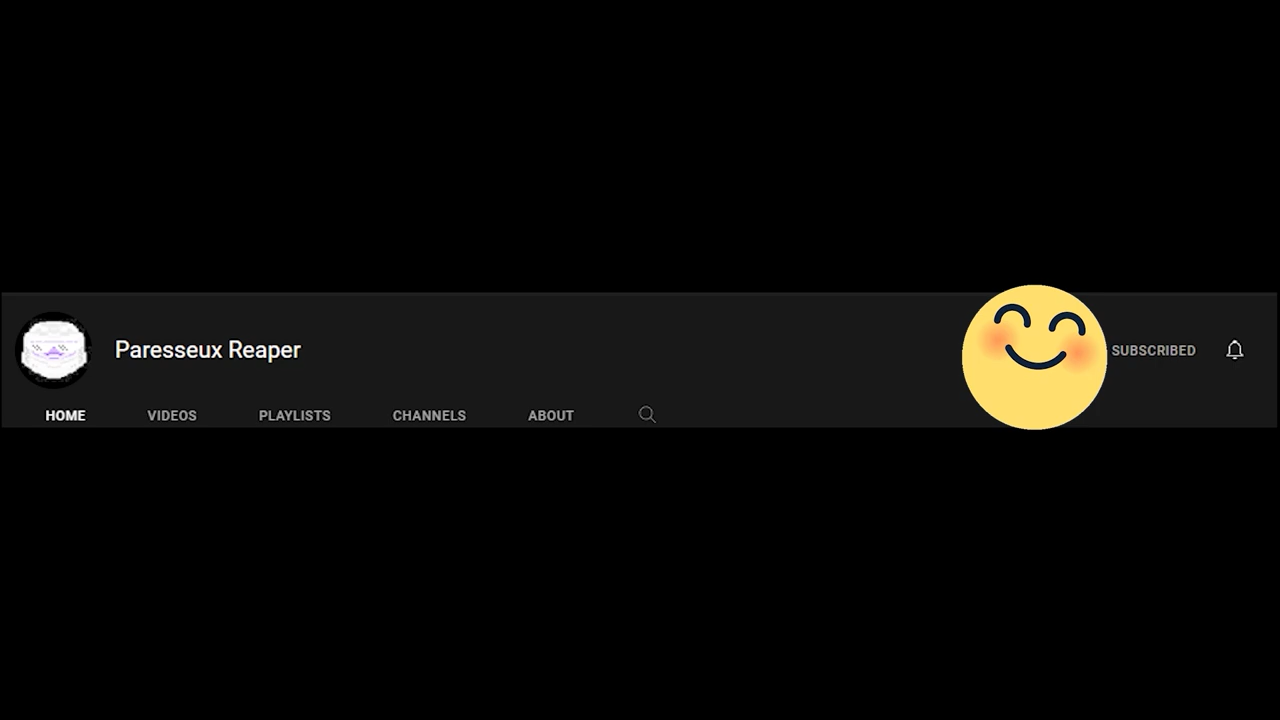 Paresseux Reaper
SUBSCRIBED
HOME VIDEOS PLAYLISTS CHANNELS ABOUT